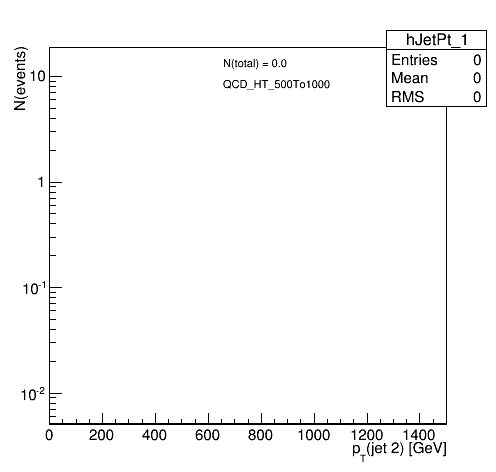 hJetPt_1
Entries 0
Mean 0
RMS 0
N(total) = 0.0
QCD_HT_500To1000
N(events)
10
1
10⁻¹
10⁻²
0 200 400 600 800 1000 1200 1400
p_T(jet 2) [GeV]